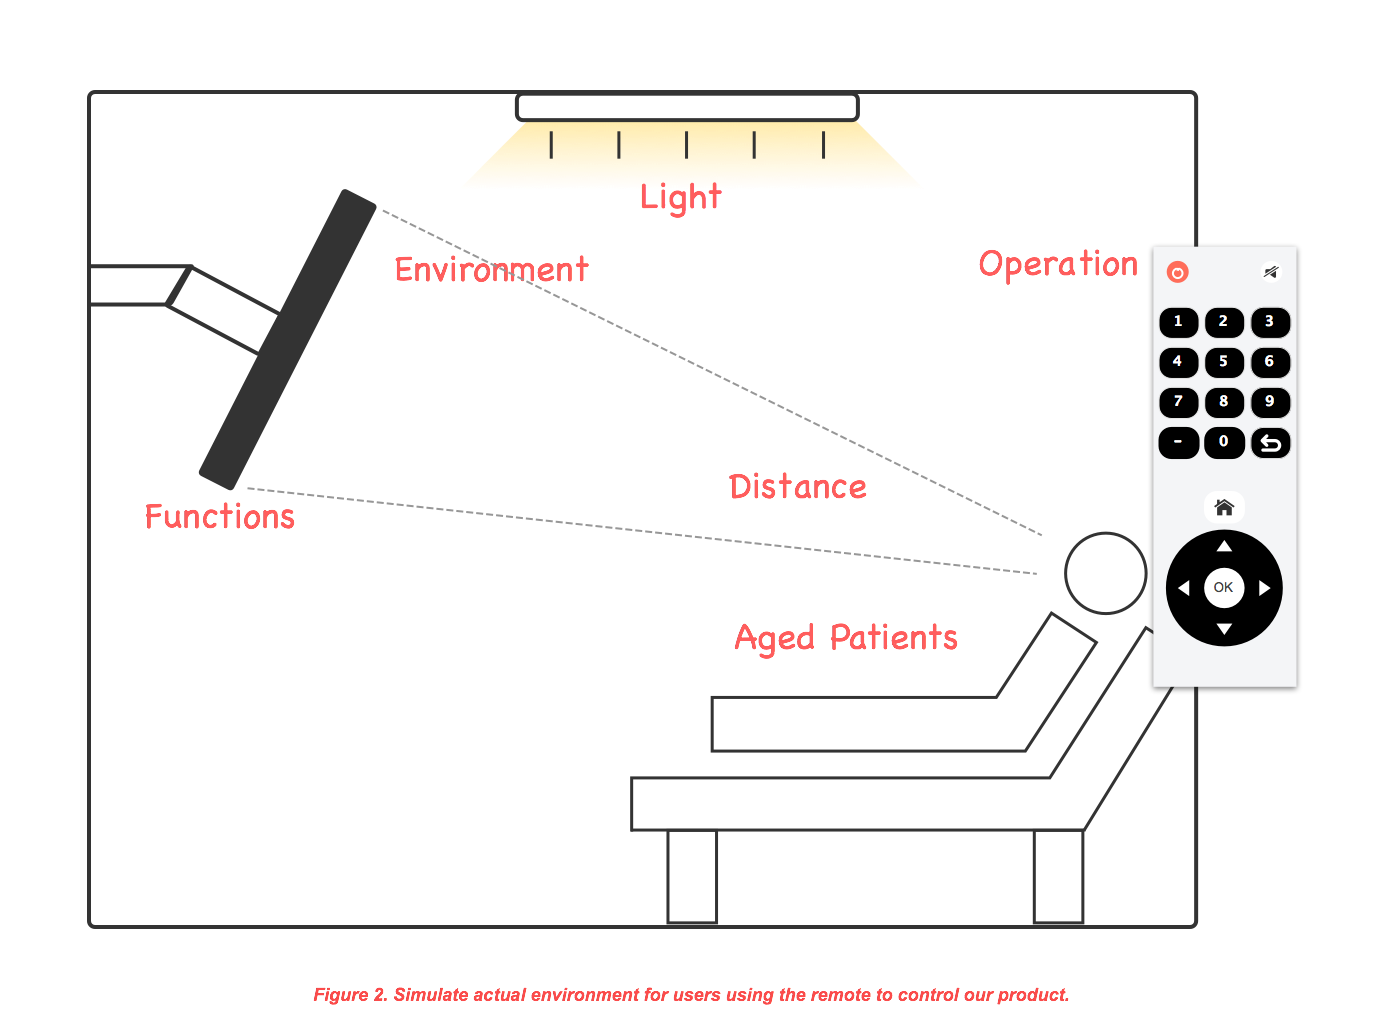 Light
Environment
Operation
1 2 3
4 5 6
7 8 9
- 0
Distance
Functions
OK
Aged Patients
Figure 2. Simulate actual environment for users using the remote to control our product.